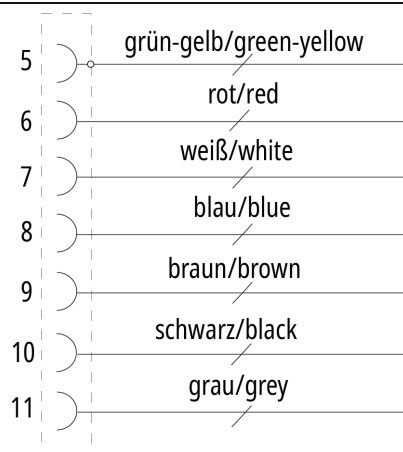 5 grün-gelb/green-yellow
6 rot/red
7 weiß/white
8 blau/blue
9 braun/brown
10 schwarz/black
11 grau/grey